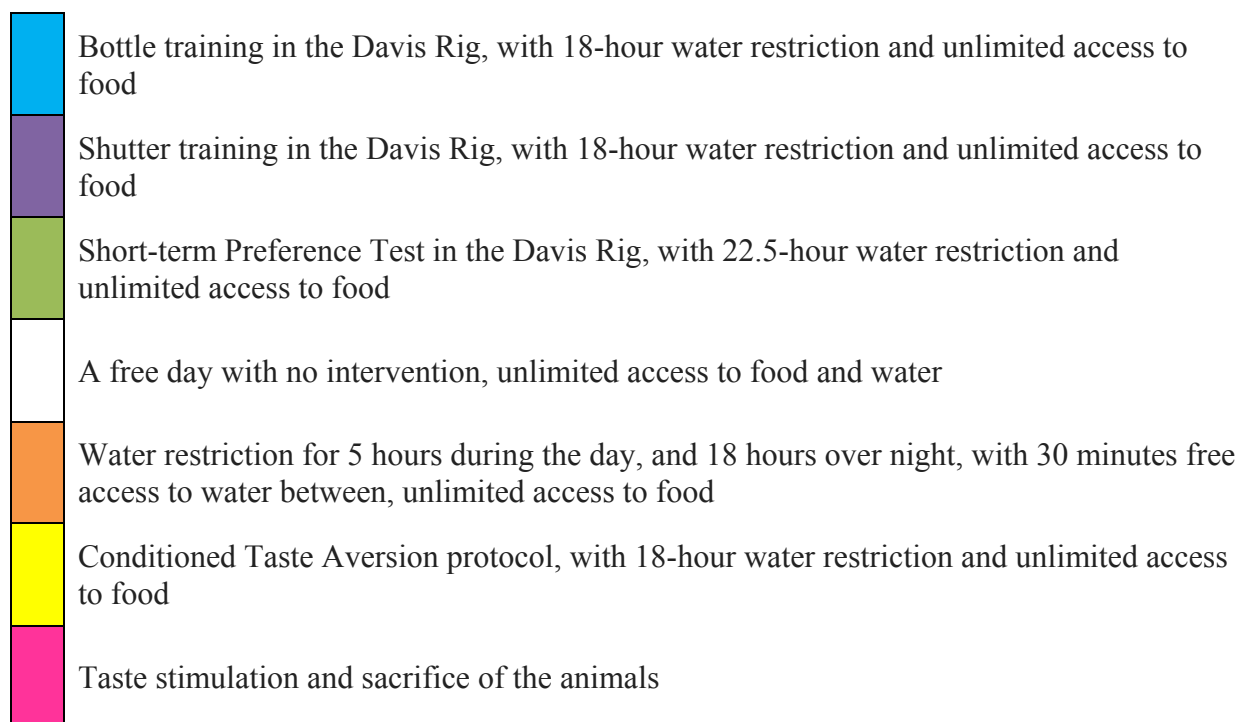 Bottle training in the Davis Rig, with 18-hour water restriction and unlimited access to
food
Shutter training in the Davis Rig, with 18-hour water restriction and unlimited access to
food
Short-term Preference Test in the Davis Rig, with 22.5-hour water restriction and
unlimited access to food
A free day with no intervention, unlimited access to food and water
Water restriction for 5 hours during the day, and 18 hours over night, with 30 minutes free
access to water between, unlimited access to food
Conditioned Taste Aversion protocol, with 18-hour water restriction and unlimited access
to food
Taste stimulation and sacrifice of the animals